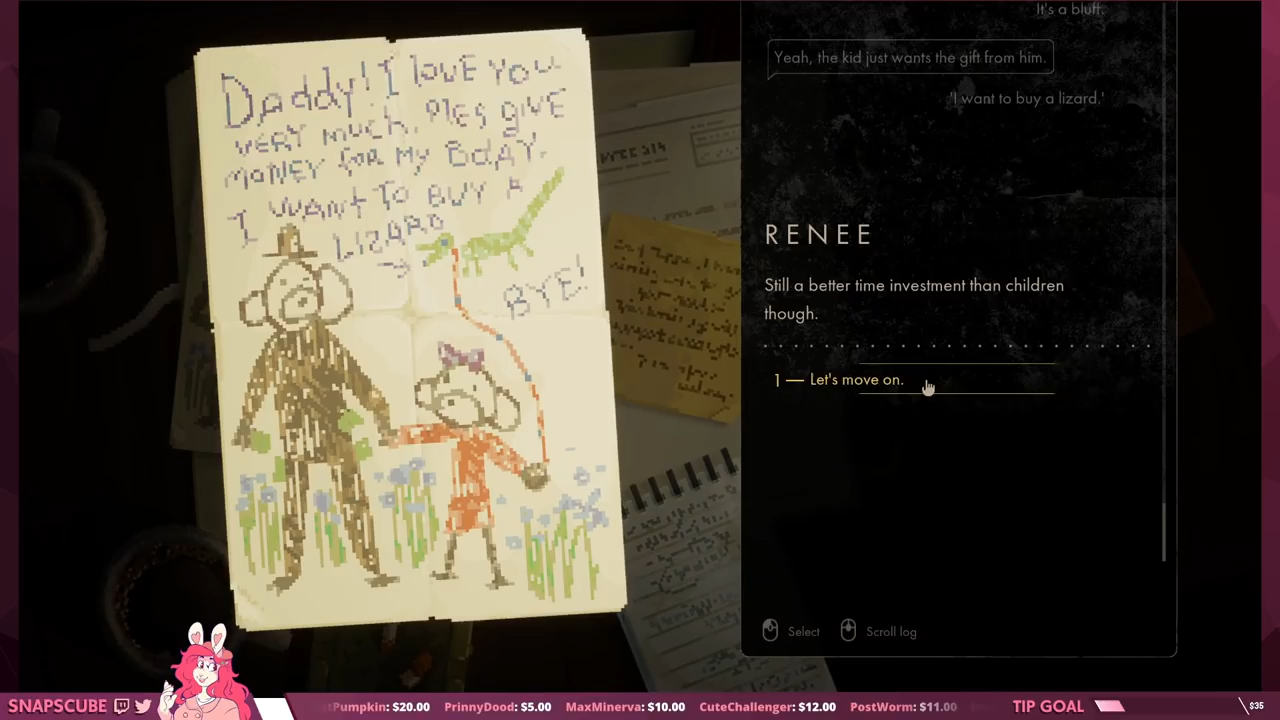 Daddy! I lOVE YOU
VERY much. PlES gIVE
MONEY for MY BDAY.
I WANT TO BUY A
LIZARD
BYE!
It's a bluff.
Yeah, the kid just wants the gift from him.
'I want to buy a lizard.'
RENEE
Still a better time investment than children
though.
1 — Let's move on.
Select
Scroll log
SNAPSCUBE
tPumpkin: $20.00 PrinnyDood: $5.00 MaxMinerva: $10.00 CuteChallenger: $12.00 PostWorm: $11.00
TIP GOAL
$35